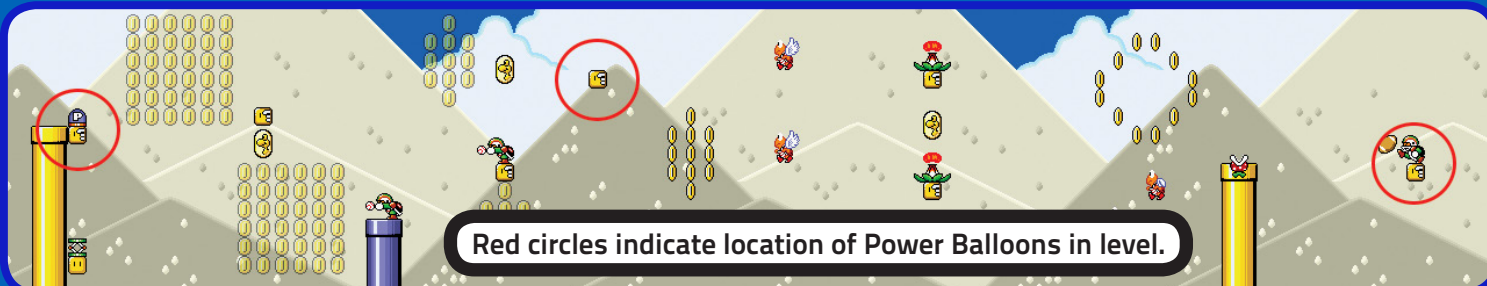 P
Red circles indicate location of Power Balloons in level.